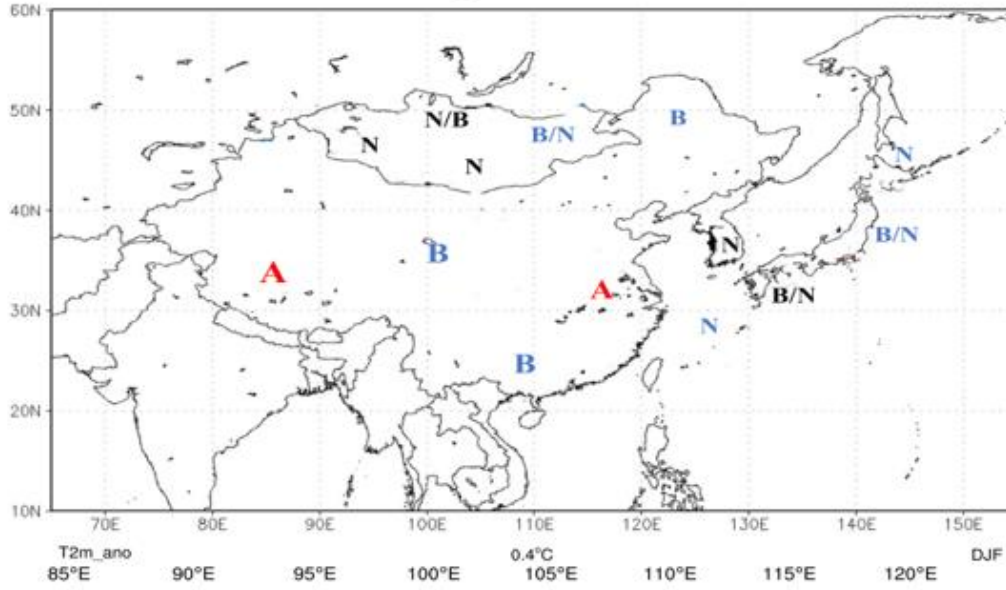 60N
N/B
50N
B
N
B/N
N
N
40N
B/N
N
B
A
A
B/N
30N
N
B
20N
10N
70E 80E 90E 100E 110E 120E 130E 140E 150E
T2m_ano 0.4°C DJF
85°E 90°E 95°E 100°E 105°E 110°E 115°E 120°E